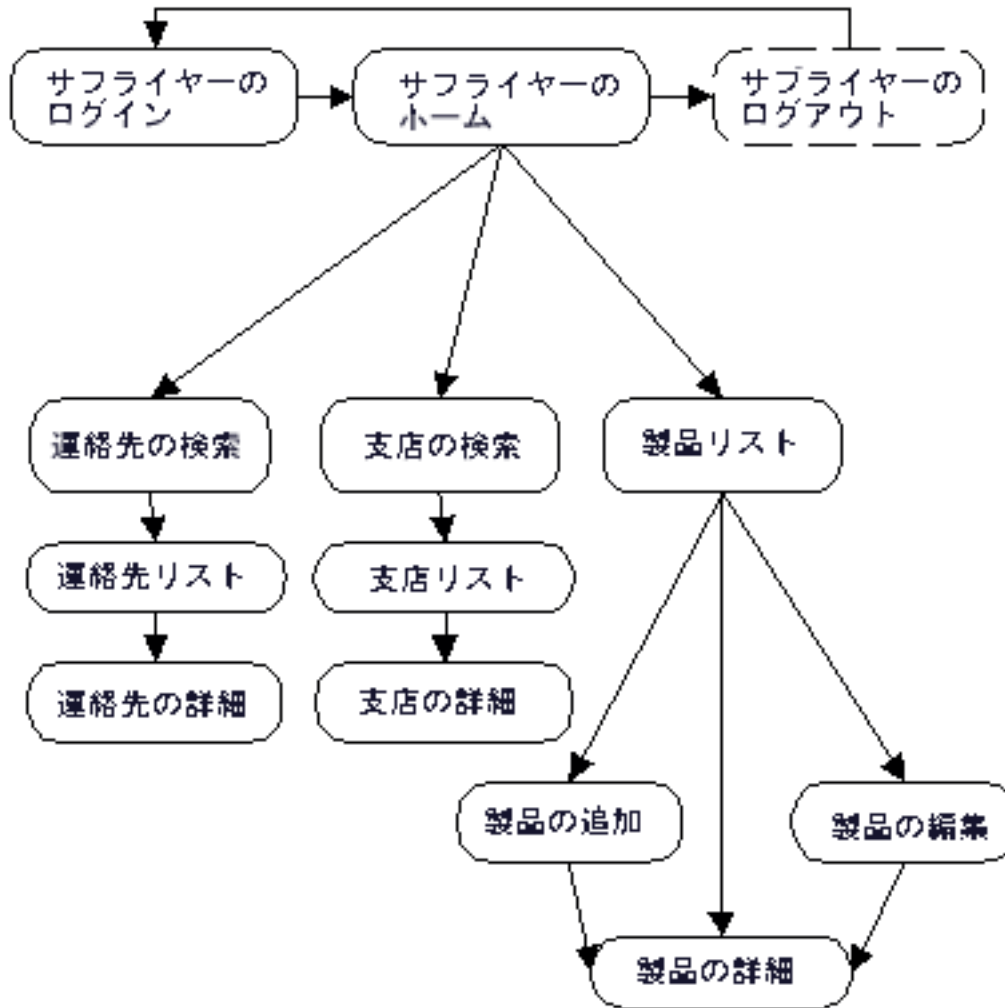 サフライヤーの
ログイン
サフライヤーの
ホーム
サプライヤーの
ログアウト
連絡先の検索
支店の検索
製品リスト
連絡先リスト
支店リスト
連絡先の詳細
支店の詳細
製品の追加
製品の編集
製品の詳細